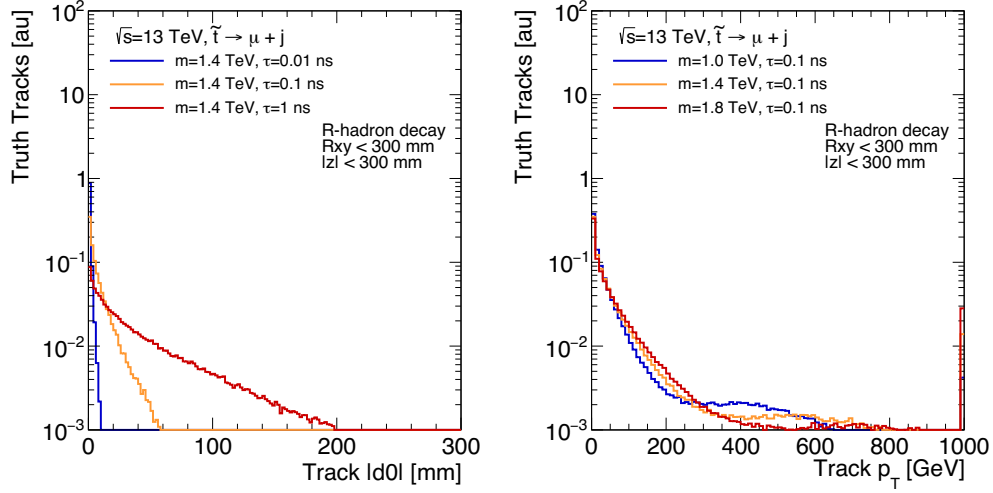 Truth Tracks [au]
10²
10
1
10⁻¹
10⁻²
10⁻³
√s=13 TeV, t̃ → μ + j
m=1.4 TeV, τ=0.01 ns
m=1.4 TeV, τ=0.1 ns
m=1.4 TeV, τ=1 ns
R-hadron decay
Rxy < 300 mm
|z| < 300 mm
0 100 200 300
Track |d0| [mm]
Truth Tracks [au]
10²
10
1
10⁻¹
10⁻²
10⁻³
√s=13 TeV, t̃ → μ + j
m=1.0 TeV, τ=0.1 ns
m=1.4 TeV, τ=0.1 ns
m=1.8 TeV, τ=0.1 ns
R-hadron decay
Rxy < 300 mm
|z| < 300 mm
0 200 400 600 800 1000
Track p_T [GeV]